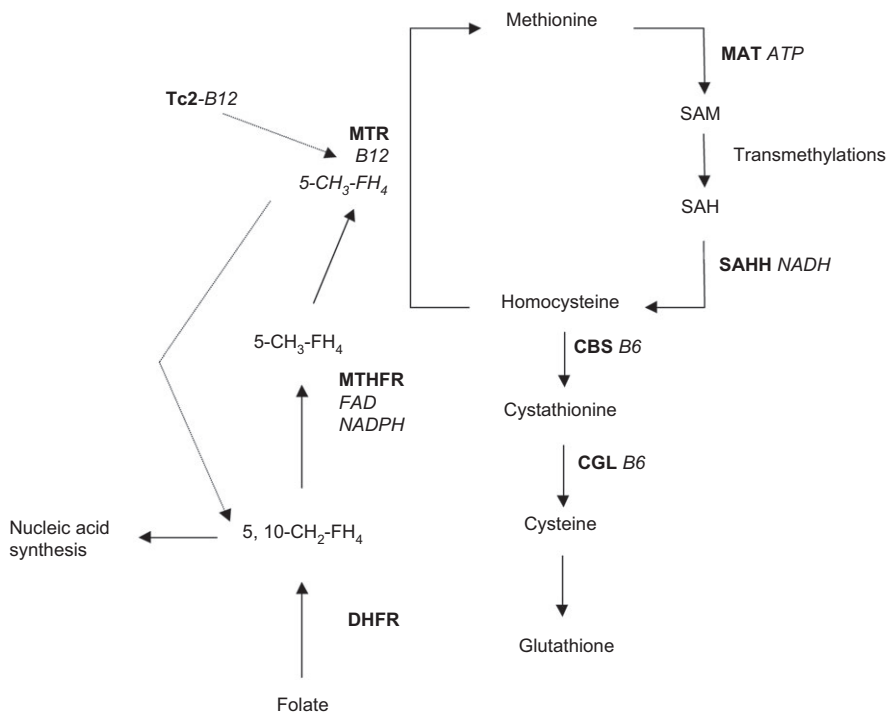 Methionine
MAT ATP
Tc2-B12
SAM
MTR
B12
5-CH₃-FH₄
Transmethylations
SAH
SAHH NADH
Homocysteine
5-CH₃-FH₄
CBS B6
MTHFR
FAD
NADPH
Cystathionine
CGL B6
Nucleic acid
synthesis
5, 10-CH₂-FH₄
Cysteine
DHFR
Glutathione
Folate